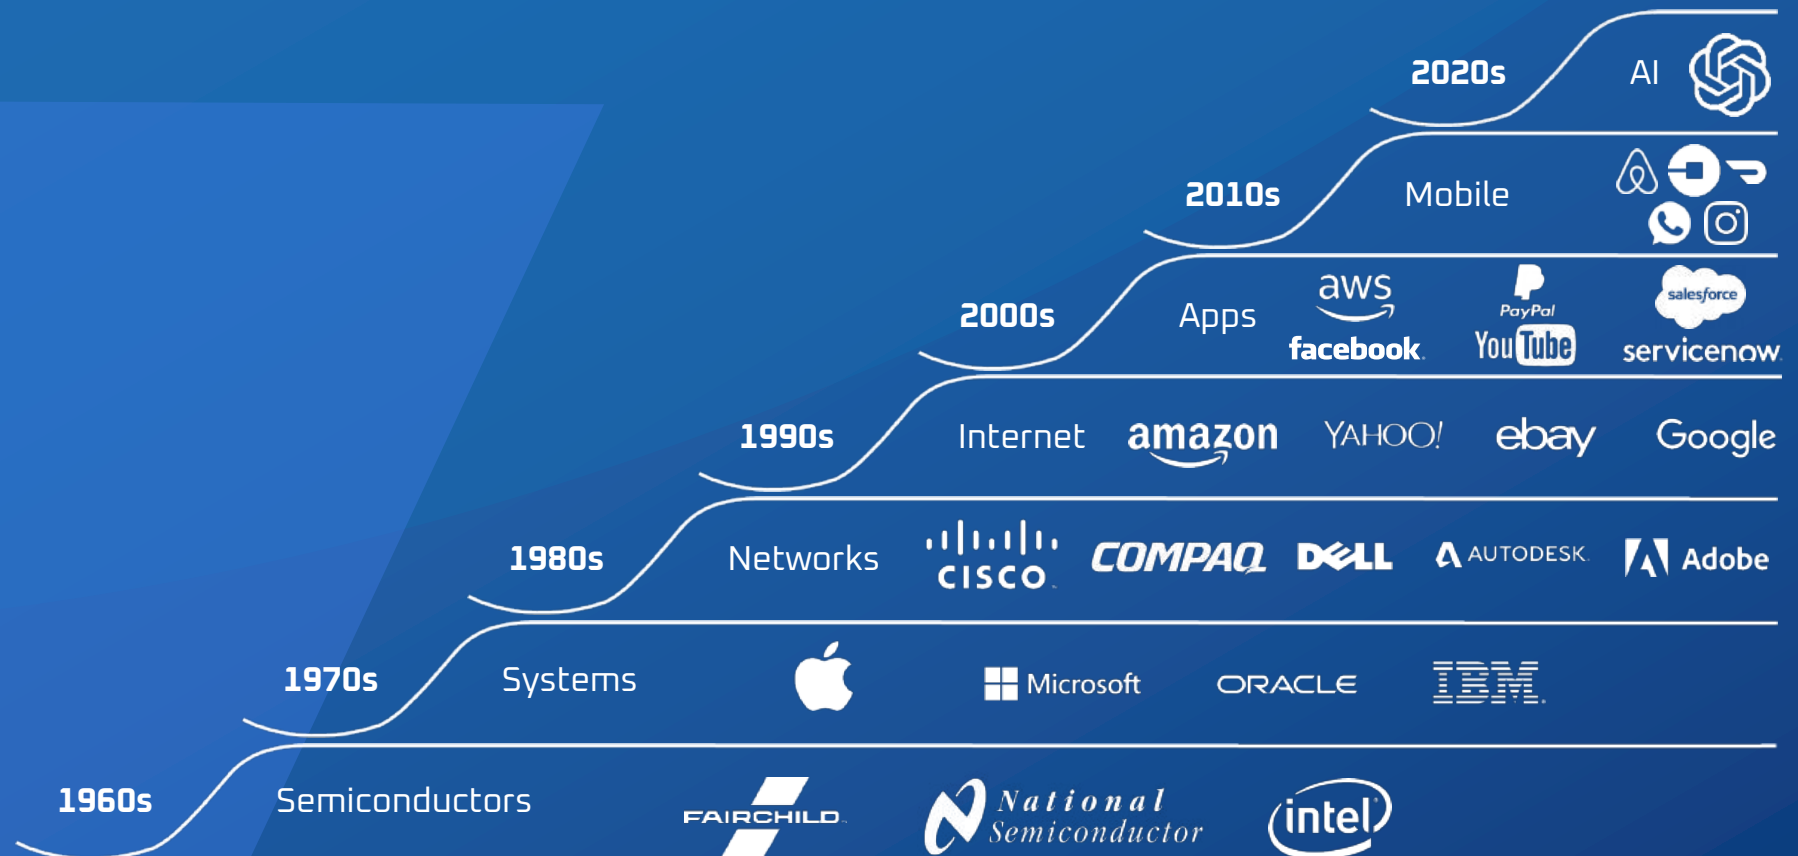 2020s AI
2010s Mobile
2000s Apps aws PayPal salesforce
facebook YouTube servicenow
1990s Internet amazon YAHOO! ebay Google
1980s Networks CISCO COMPAQ DELL AUTODESK Adobe
1970s Systems Microsoft ORACLE IBM
1960s Semiconductors FAIRCHILD National Semiconductor intel